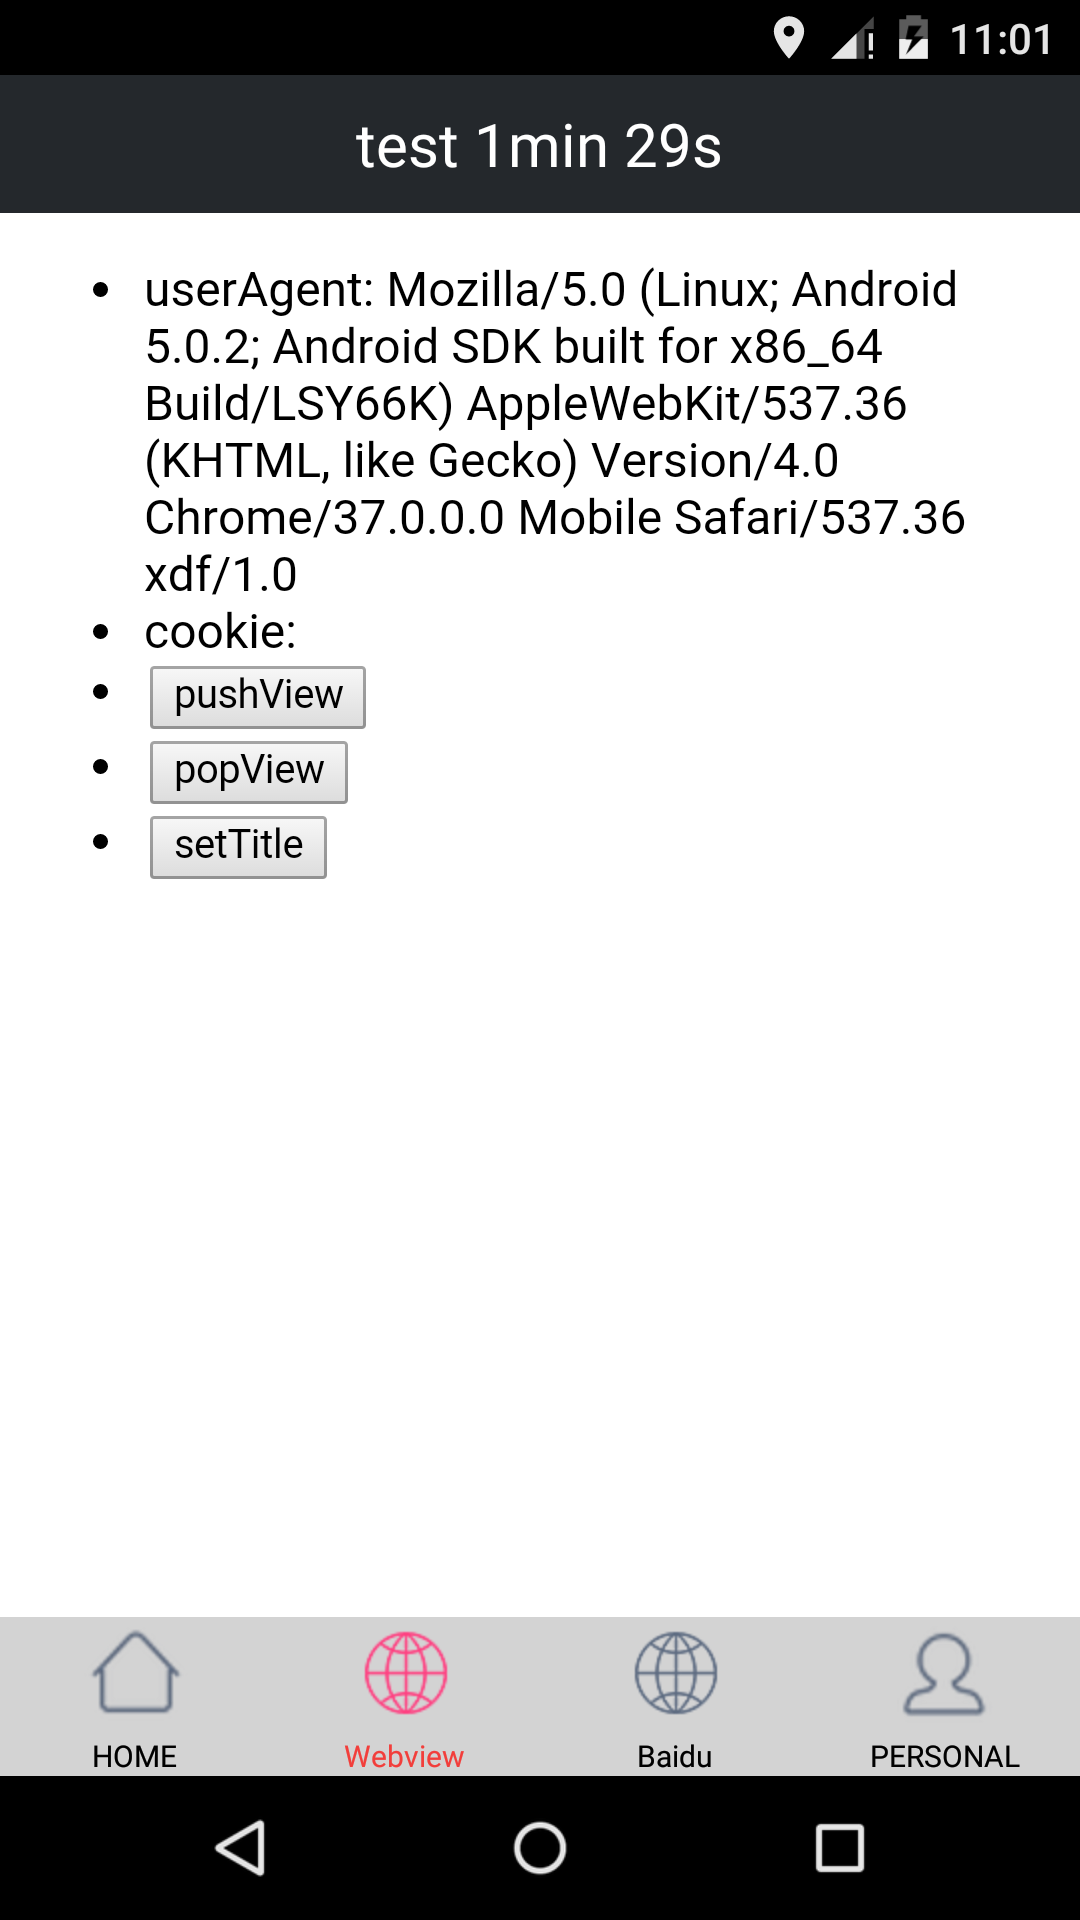 11:01
test 1min 29s
userAgent: Mozilla/5.0 (Linux; Android
5.0.2; Android SDK built for x86_64
Build/LSY66K) AppleWebKit/537.36
(KHTML, like Gecko) Version/4.0
Chrome/37.0.0.0 Mobile Safari/537.36
xdf/1.0
cookie:
pushView
popView
setTitle
HOME Webview Baidu PERSONAL